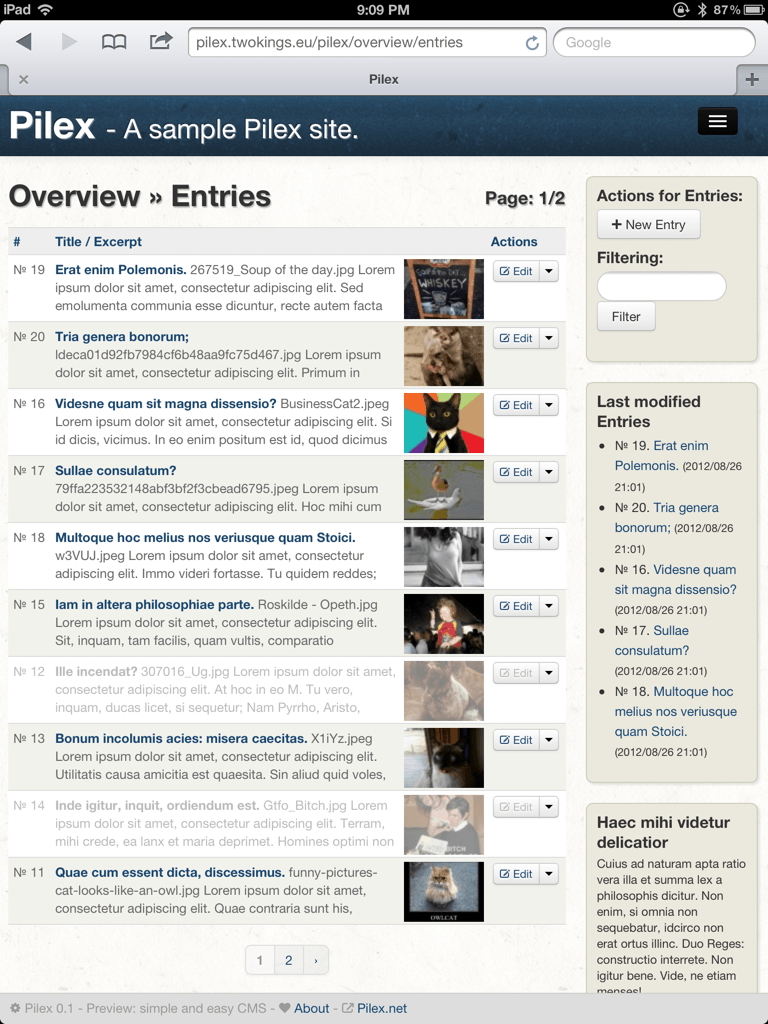 iPad 9:09 PM 87%
pilex.twokings.eu/pilex/overview/entries Google
Pilex
Pilex - A sample Pilex site.
Overview » Entries Page: 1/2
# Title / Excerpt Actions
№ 19 Erat enim Polemonis. 267519_Soup of the day.jpg Lorem
ipsum dolor sit amet, consectetur adipiscing elit. Sed
emolumenta communia esse dicuntur, recte autem facta
WHISKEY
Edit
№ 20 Tria genera bonorum;
ldeca01d92fb7984cf6b48aa9fc75d467.jpg Lorem ipsum
dolor sit amet, consectetur adipiscing elit. Primum in
Edit
№ 16 Videsne quam sit magna dissensio? BusinessCat2.jpeg
Lorem ipsum dolor sit amet, consectetur adipiscing elit. Si
id dicis, vicimus. In eo enim positum est id, quod dicimus
Edit
№ 17 Sullae consulatum?
79ffa223532148abf3bf2f3cbead6795.jpeg Lorem ipsum
dolor sit amet, consectetur adipiscing elit. Hoc mihi cum
Edit
№ 18 Multoque hoc melius nos veriusque quam Stoici.
w3VUJ.jpeg Lorem ipsum dolor sit amet, consectetur
adipiscing elit. Immo videri fortasse. Tu quidem reddes;
Edit
№ 15 Iam in altera philosophiae parte. Roskilde - Opeth.jpg
Lorem ipsum dolor sit amet, consectetur adipiscing elit.
Sit, inquam, tam facilis, quam vultis, comparatio
Edit
№ 12 Ille incendat? 307016_Ug.jpg Lorem ipsum dolor sit amet,
consectetur adipiscing elit. At hoc in eo M. Tu vero,
inquam, ducas licet, si sequetur; Nam Pyrrho, Aristo,
Edit
№ 13 Bonum incolumis acies: misera caecitas. X1iYz.jpeg
Lorem ipsum dolor sit amet, consectetur adipiscing elit.
Utilitatis causa amicitia est quaesita. Sin aliud quid voles,
Edit
№ 14 Inde igitur, inquit, ordiendum est. Gtfo_Bitch.jpg Lorem
ipsum dolor sit amet, consectetur adipiscing elit. Terram,
mihi crede, ea lanx et maria deprimet. Homines optimi non
Edit
№ 11 Quae cum essent dicta, discessimus. funny-pictures-
cat-looks-like-an-owl.jpg Lorem ipsum dolor sit amet,
consectetur adipiscing elit. Quae contraria sunt his,
OWLCAT
Edit
1 2 ›
Actions for Entries:
+ New Entry
Filtering:
Filter
Last modified
Entries
• № 19. Erat enim
Polemonis. (2012/08/26
21:01)
• № 20. Tria genera
bonorum; (2012/08/26
21:01)
• № 16. Videsne quam
sit magna dissensio?
(2012/08/26 21:01)
• № 17. Sullae
consulatum?
(2012/08/26 21:01)
• № 18. Multoque hoc
melius nos veriusque
quam Stoici.
(2012/08/26 21:01)
Haec mihi videtur
delicatior
Cuius ad naturam apta ratio
vera illa et summa lex a
philosophis dicitur. Non
enim, si omnia non
sequebatur, idcirco non
erat ortus illinc. Duo Reges:
constructio interrete. Non
igitur bene. Vide, ne etiam
menses!
Pilex 0.1 - Preview: simple and easy CMS - About - Pilex.net